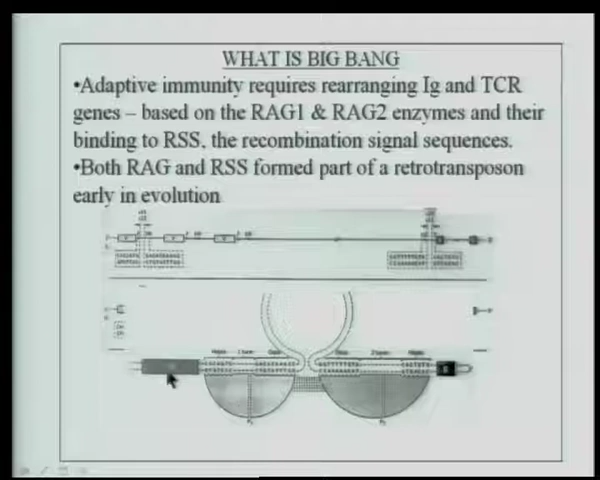 WHAT IS BIG BANG
•Adaptive immunity requires rearranging Ig and TCR
genes – based on the RAG1 & RAG2 enzymes and their
binding to RSS, the recombination signal sequences.
•Both RAG and RSS formed part of a retrotransposon
early in evolution